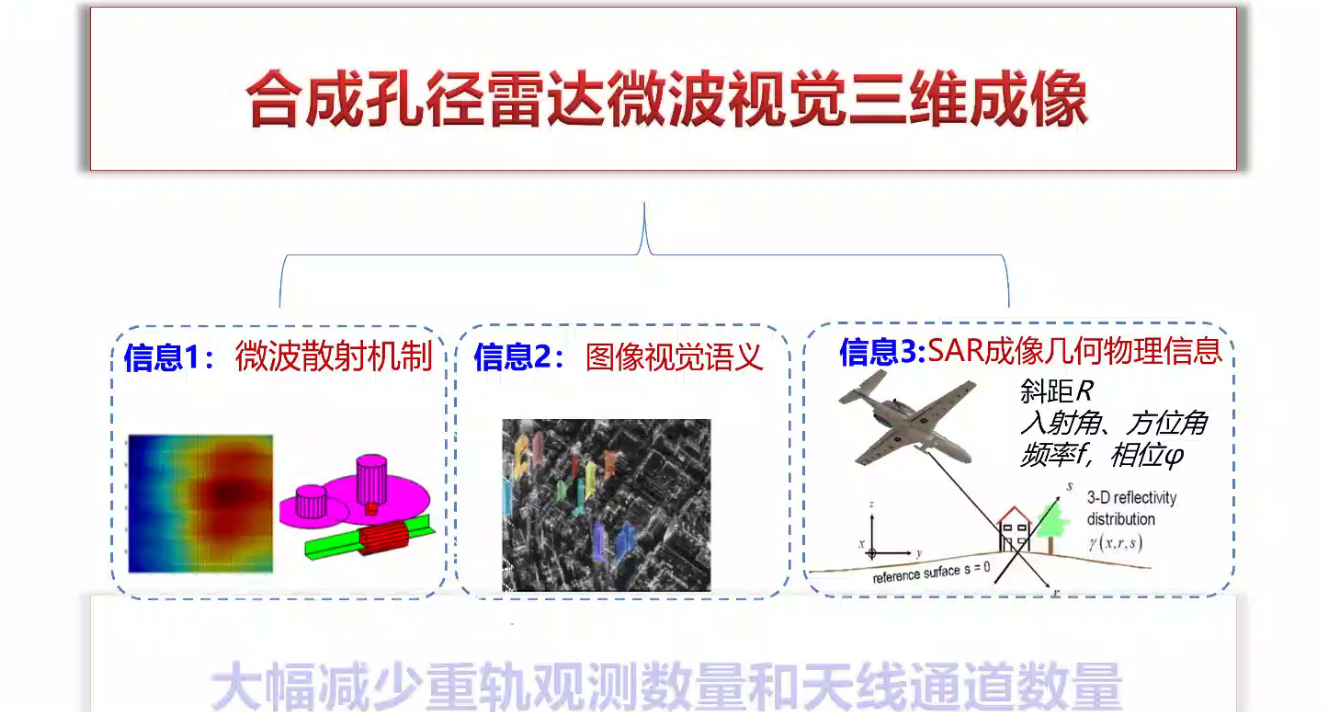 合成孔径雷达微波视觉三维成像
信息1：微波散射机制
信息2：图像视觉语义
信息3:SAR成像几何物理信息
斜距R
入射角、方位角
频率f，相位φ
s
3-D reflectivity
distribution
γ(x,r,s)
z
x
y
reference surface s = 0
r
大幅减少重轨观测数量和天线通道数量